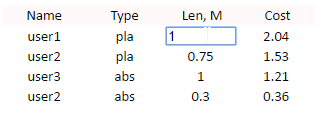 Name Type Len, M Cost
user1 pla 1 2.04
user2 pla 0.75 1.53
user3 abs 1 1.21
user2 abs 0.3 0.36